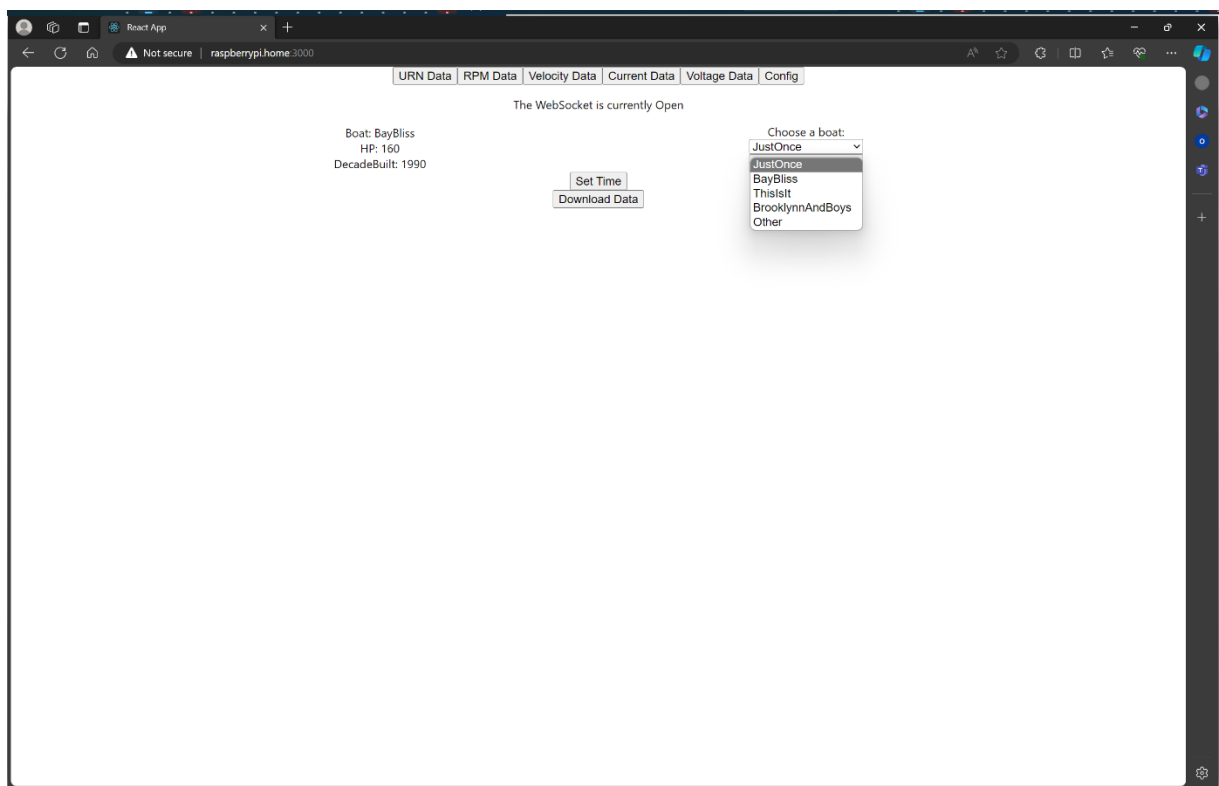 React App
Not secure | raspberrypi.home:3000
URN Data RPM Data Velocity Data Current Data Voltage Data Config
The WebSocket is currently Open
Boat: BayBliss
HP: 160
DecadeBuilt: 1990
Choose a boat:
JustOnce
JustOnce
BayBliss
ThisIsIt
BrooklynnAndBoys
Other
Set Time
Download Data